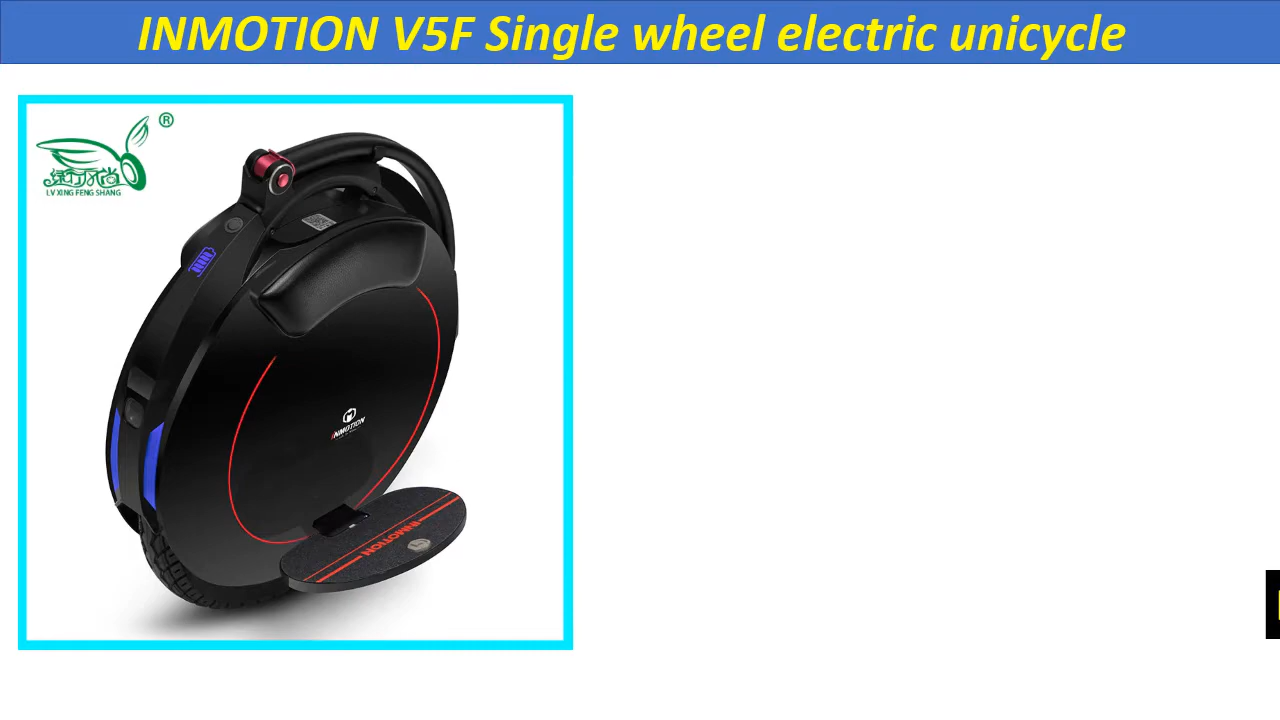 INMOTION V5F Single wheel electric unicycle
®
绿行风尚
LV XING FENG SHANG
INMOTION
INMOTION